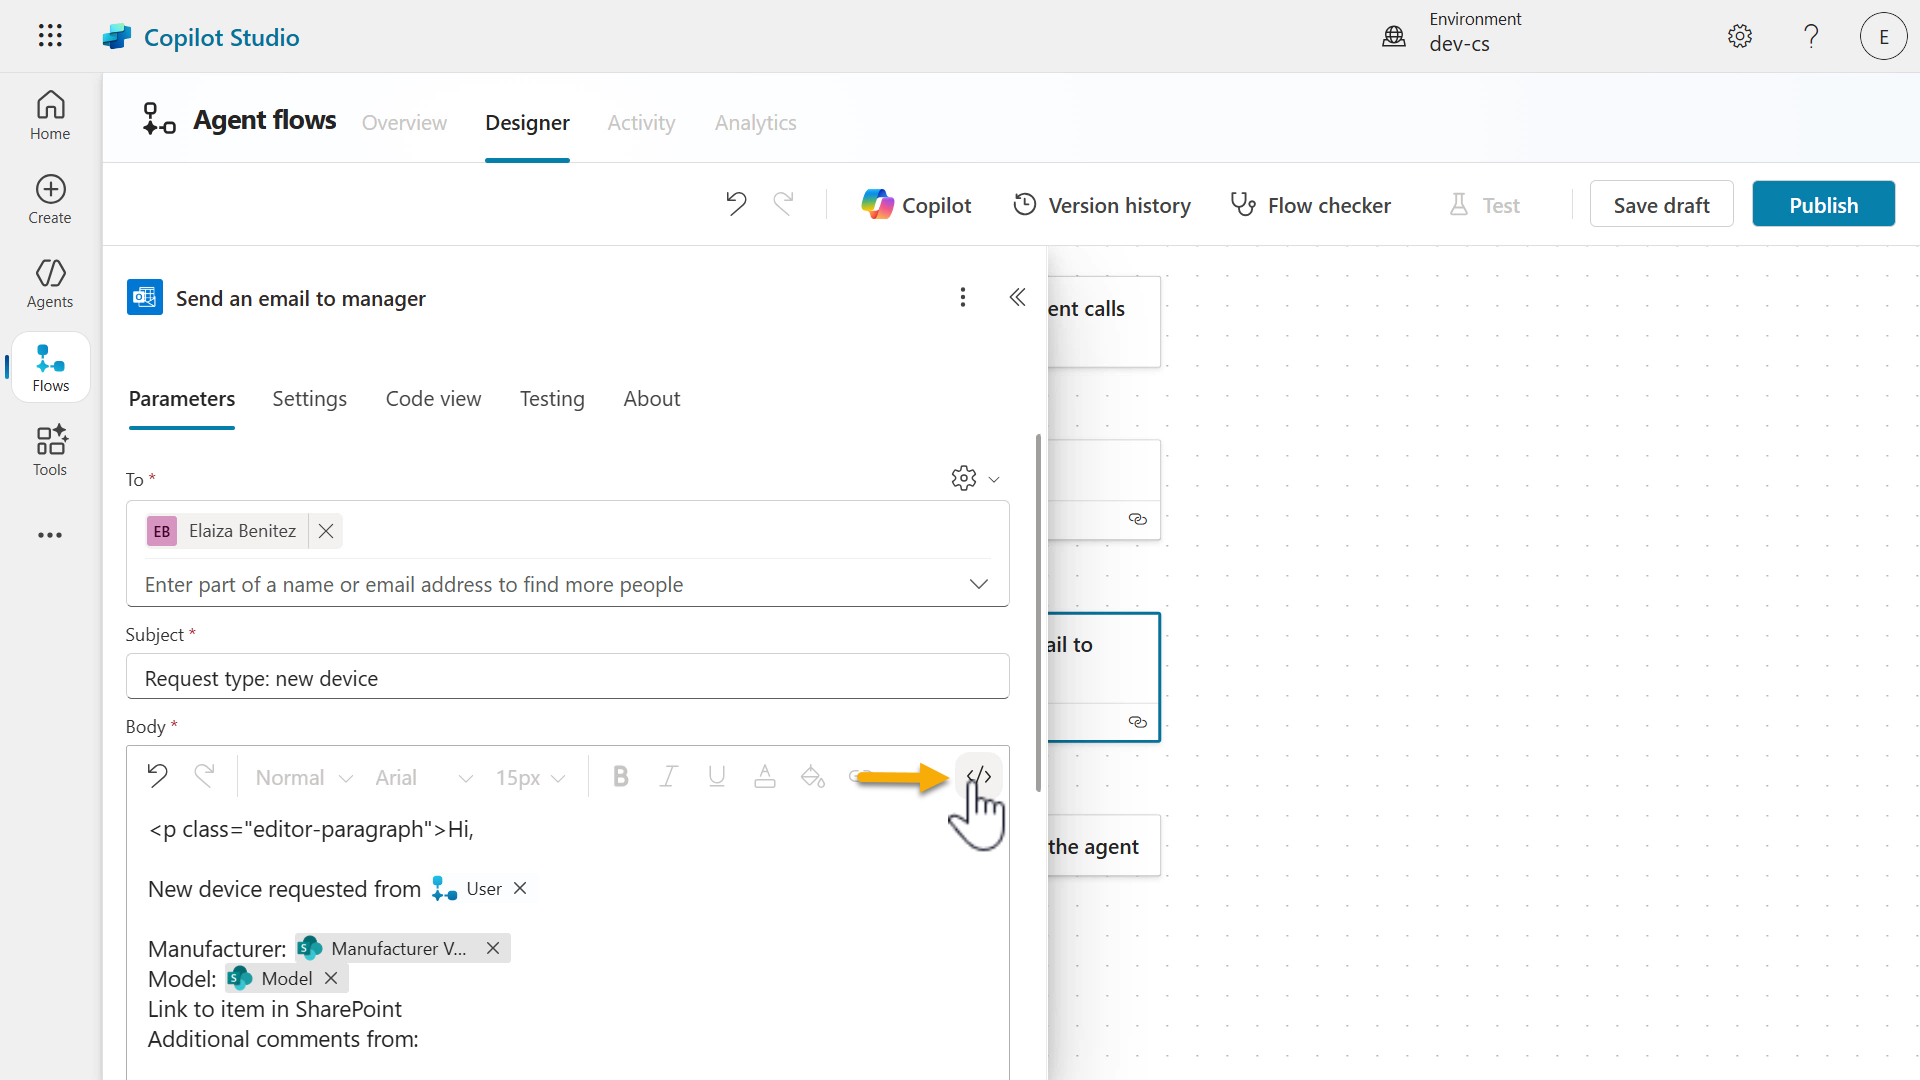 Copilot Studio
Environment
dev-cs
?
E
Home
Create
Agents
Flows
Tools
Agent flows
Overview
Designer
Activity
Analytics
Copilot
Version history
Flow checker
Test
Save draft
Publish
Send an email to manager
Parameters
Settings
Code view
Testing
About
To *
EB Elaiza Benitez
Enter part of a name or email address to find more people
Subject *
Request type: new device
Body *
Normal
Arial
15px
B
I
U
A
</>
<p class="editor-paragraph">Hi,
New device requested from User
Manufacturer: S Manufacturer V...
Model: S Model
Link to item in SharePoint
Additional comments from:
ent calls
ail to
the agent